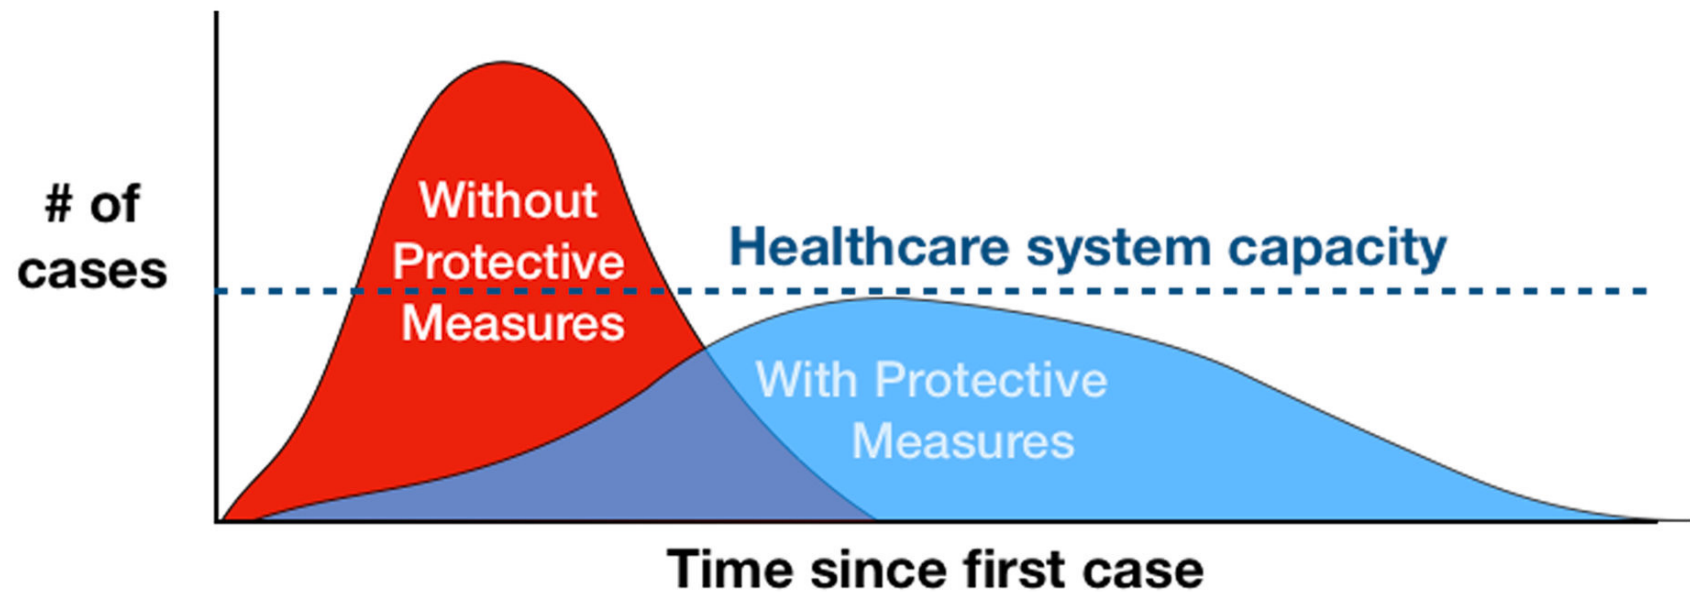 # of
cases
Without
Protective
Measures
Healthcare system capacity
With Protective
Measures
Time since first case